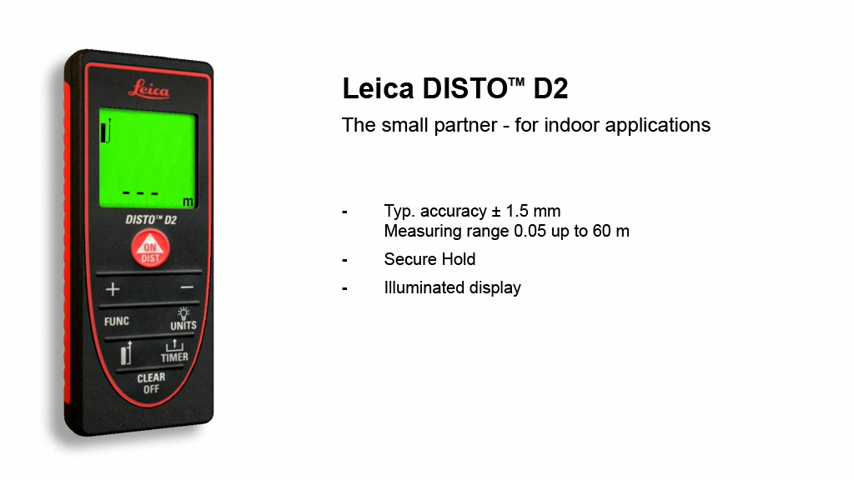 Leica
m
DISTO™ D2
ON
DIST
+ −
FUNC
UNITS
TIMER
CLEAR
OFF
Leica DISTO™ D2
The small partner - for indoor applications
- Typ. accuracy ± 1.5 mm
Measuring range 0.05 up to 60 m
- Secure Hold
- Illuminated display